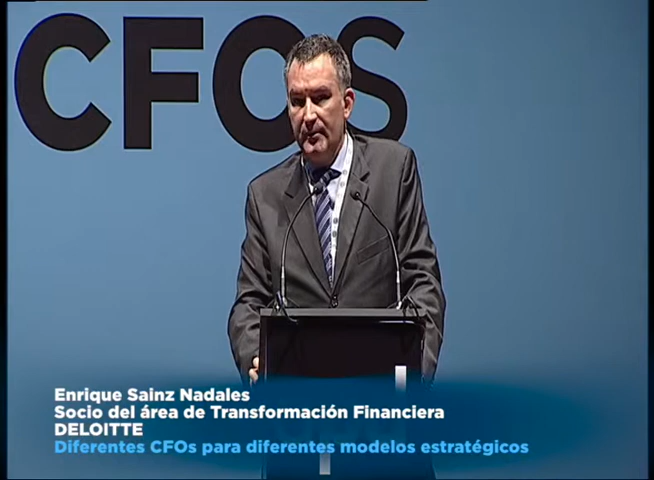 CFOS
Enrique Sainz Nadales
Socio del área de Transformación Financiera
DELOITTE
Diferentes CFOs para diferentes modelos estratégicos